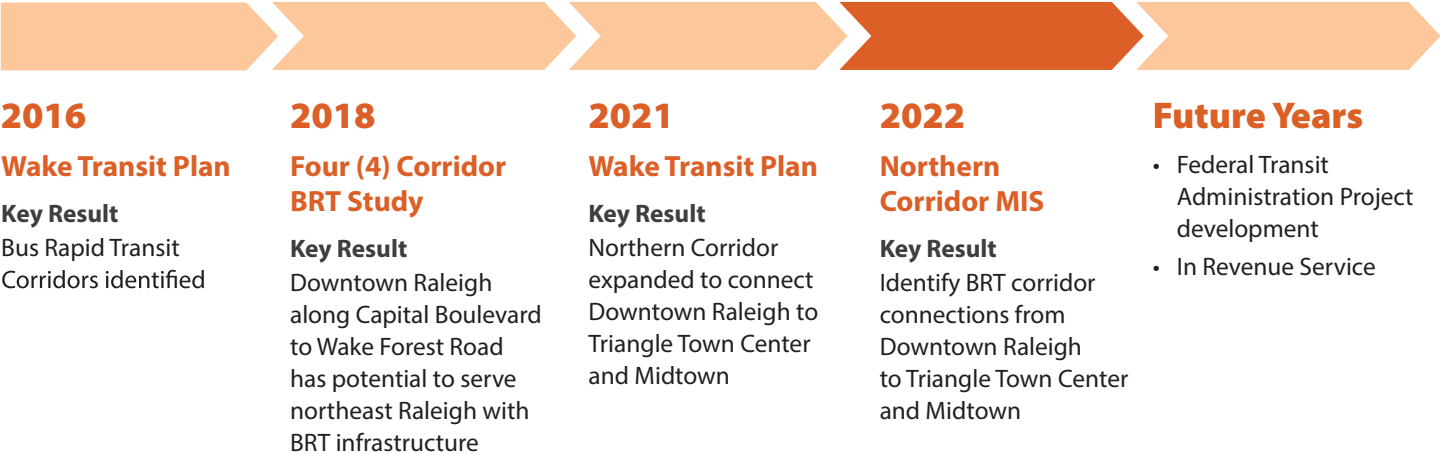 2016
Wake Transit Plan
Key Result
Bus Rapid Transit
Corridors identified
2018
Four (4) Corridor
BRT Study
Key Result
Downtown Raleigh
along Capital Boulevard
to Wake Forest Road
has potential to serve
northeast Raleigh with
BRT infrastructure
2021
Wake Transit Plan
Key Result
Northern Corridor
expanded to connect
Downtown Raleigh to
Triangle Town Center
and Midtown
2022
Northern
Corridor MIS
Key Result
Identify BRT corridor
connections from
Downtown Raleigh
to Triangle Town Center
and Midtown
Future Years
• Federal Transit
Administration Project
development
• In Revenue Service